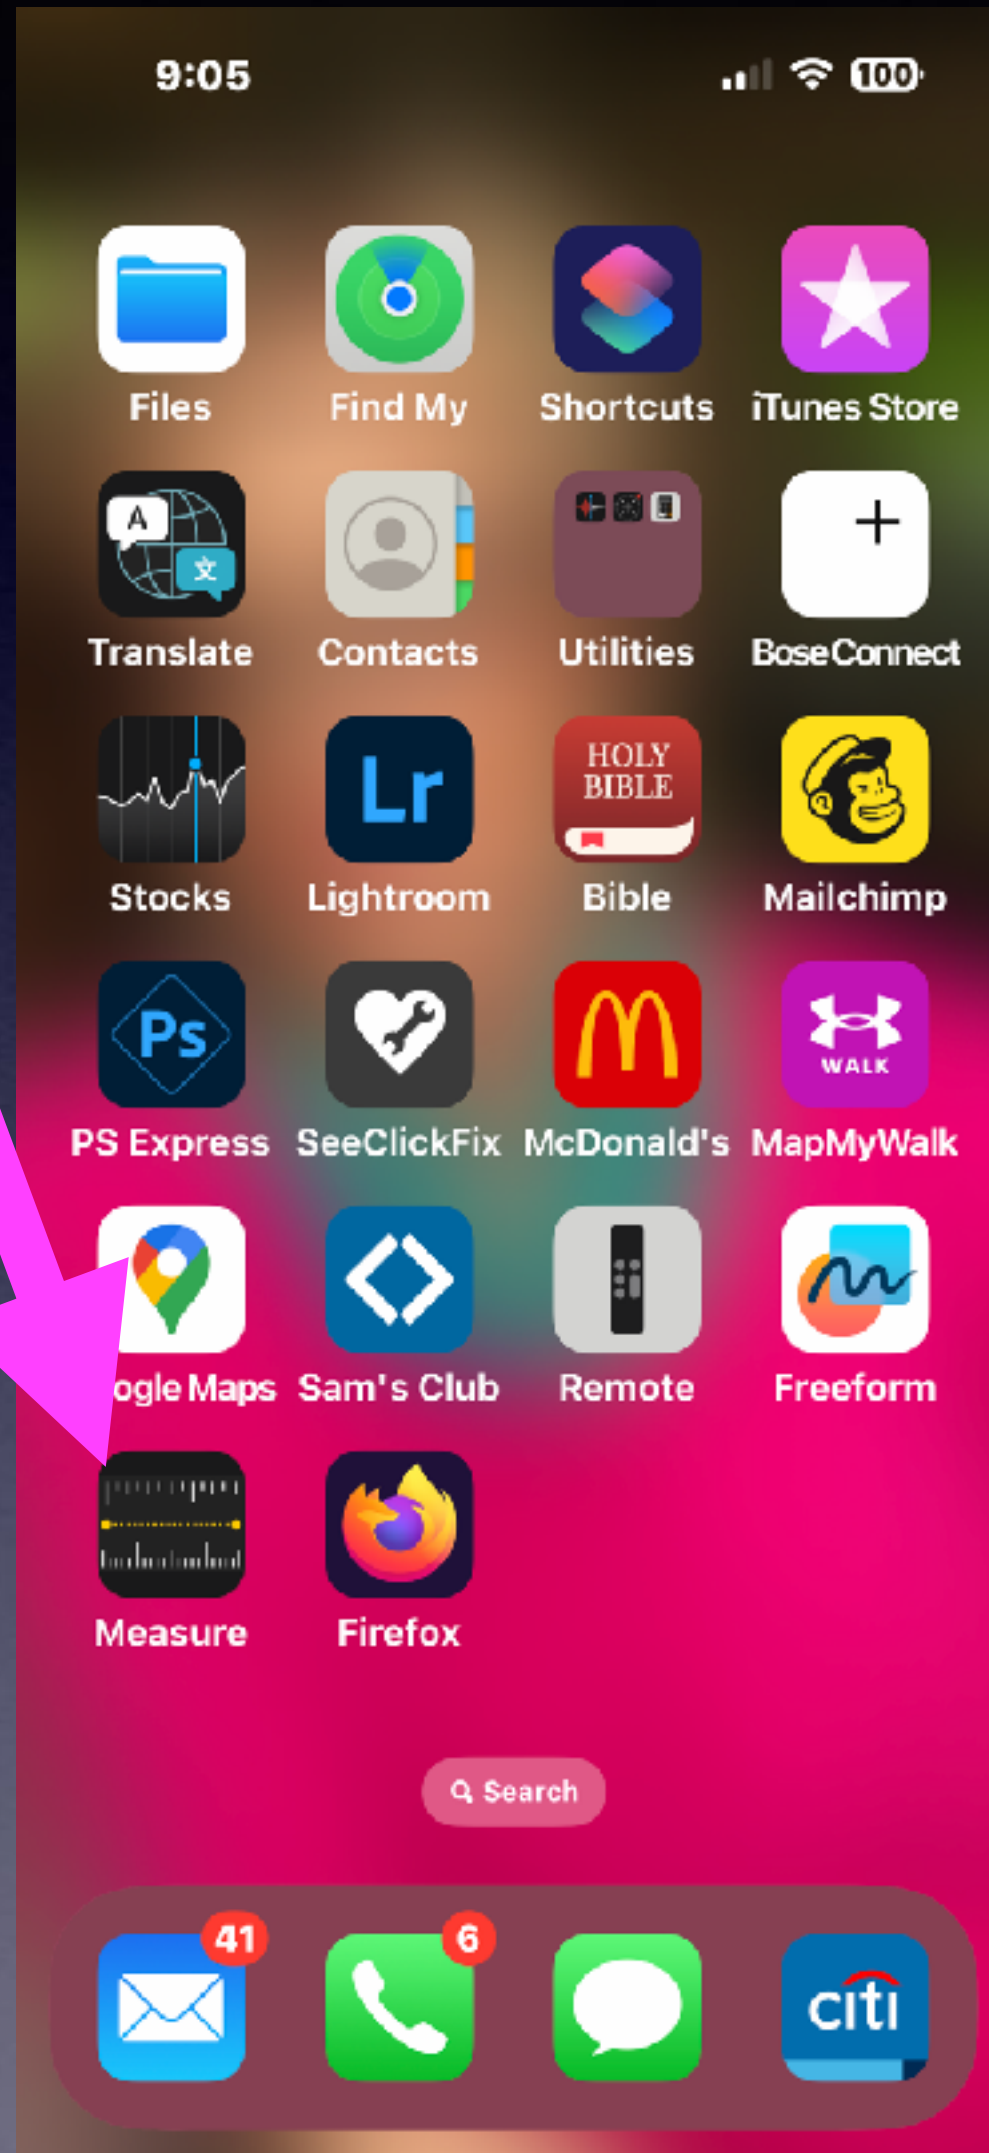 9:05
100
Files Find My Shortcuts iTunes Store
A
文
Translate Contacts Utilities Bose Connect
Lr
HOLY
BIBLE
Stocks Lightroom Bible Mailchimp
Ps
WALK
PS Express SeeClickFix McDonald's MapMyWalk
ogle Maps Sam's Club Remote Freeform
Measure Firefox
Search
41 6
citi